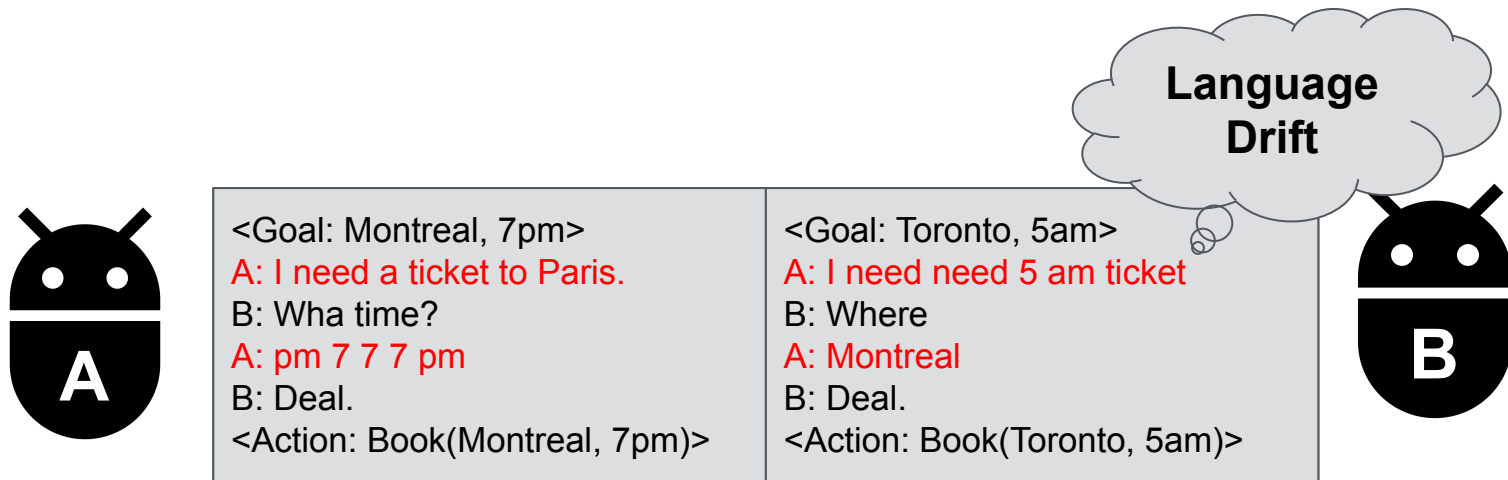 Language
Drift
<Goal: Montreal, 7pm>
A: I need a ticket to Paris.
B: Wha time?
A: pm 7 7 7 pm
B: Deal.
<Action: Book(Montreal, 7pm)>
<Goal: Toronto, 5am>
A: I need need 5 am ticket
B: Where
A: Montreal
B: Deal.
<Action: Book(Toronto, 5am)>
A
B